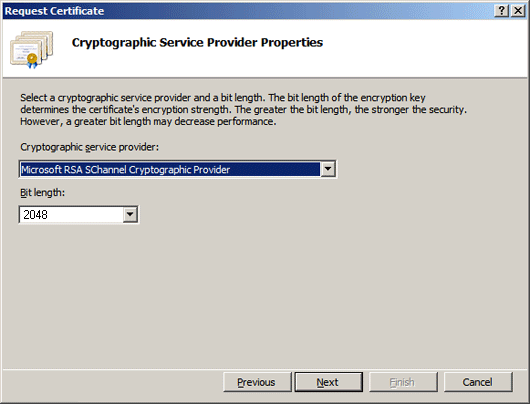 Request Certificate
Cryptographic Service Provider Properties
Select a cryptographic service provider and a bit length. The bit length of the encryption key
determines the certificate's encryption strength. The greater the bit length, the stronger the security.
However, a greater bit length may decrease performance.
Cryptographic service provider:
Microsoft RSA SChannel Cryptographic Provider
Bit length:
2048
Previous Next Finish Cancel